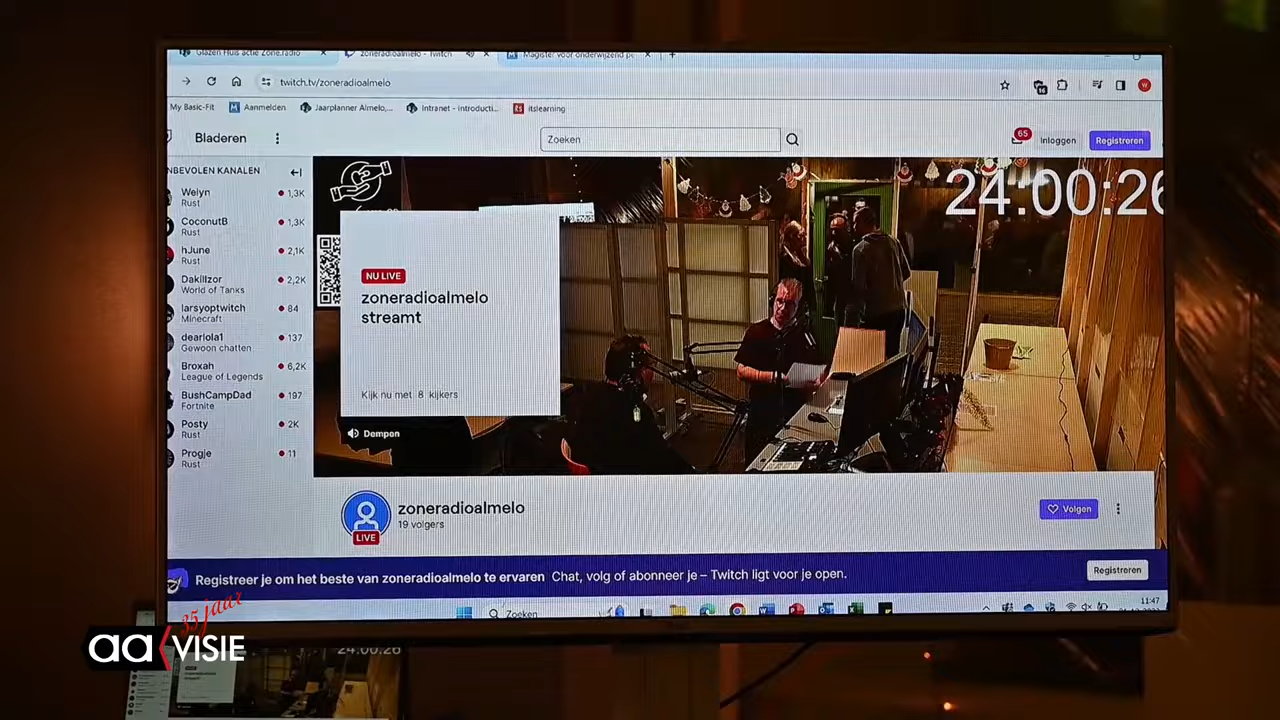 Glazen Huis actie Zone.radio
zoneradioalmelo - Twitch
Magister voor onderwijzend pe
twitch.tv/zoneradioalmelo
My Basic-Fit
Aanmelden
Jaarplanner Almelo,...
Intranet - introducti...
itslearning
Bladeren
Zoeken
65
Inloggen
Registreren
NBEVOLEN KANALEN
Welyn
1,3K
Rust
CoconutB
1,3K
Rust
hJune
2,1K
Rust
Dakillzor
2,2K
World of Tanks
larsyoptwitch
84
Minecraft
dearlola1
137
Gewoon chatten
Broxah
6,2K
League of Legends
BushCampDad
197
Fortnite
Posty
2K
Rust
Progje
11
Rust
24:00:26
NU LIVE
zoneradioalmelo
streamt
Kijk nu met 8 kijkers
Dempen
zoneradioalmelo
19 volgers
LIVE
Volgen
Registreer je om het beste van zoneradioalmelo te ervaren Chat, volg of abonneer je – Twitch ligt voor je open.
Registreren
Zoeken
11:47
35 jaar
aa VISIE
24:00:26